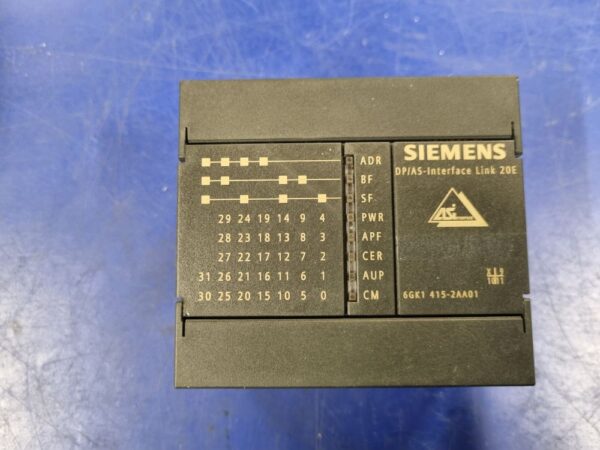 ADR
BF
SF
29 24 19 14 9 4 PWR
28 23 18 13 8 3 APF
27 22 17 12 7 2 CER
31 26 21 16 11 6 1 AUP
30 25 20 15 10 5 0 CM
SIEMENS
DP/AS-Interface Link 20E
6GK1 415-2AA01